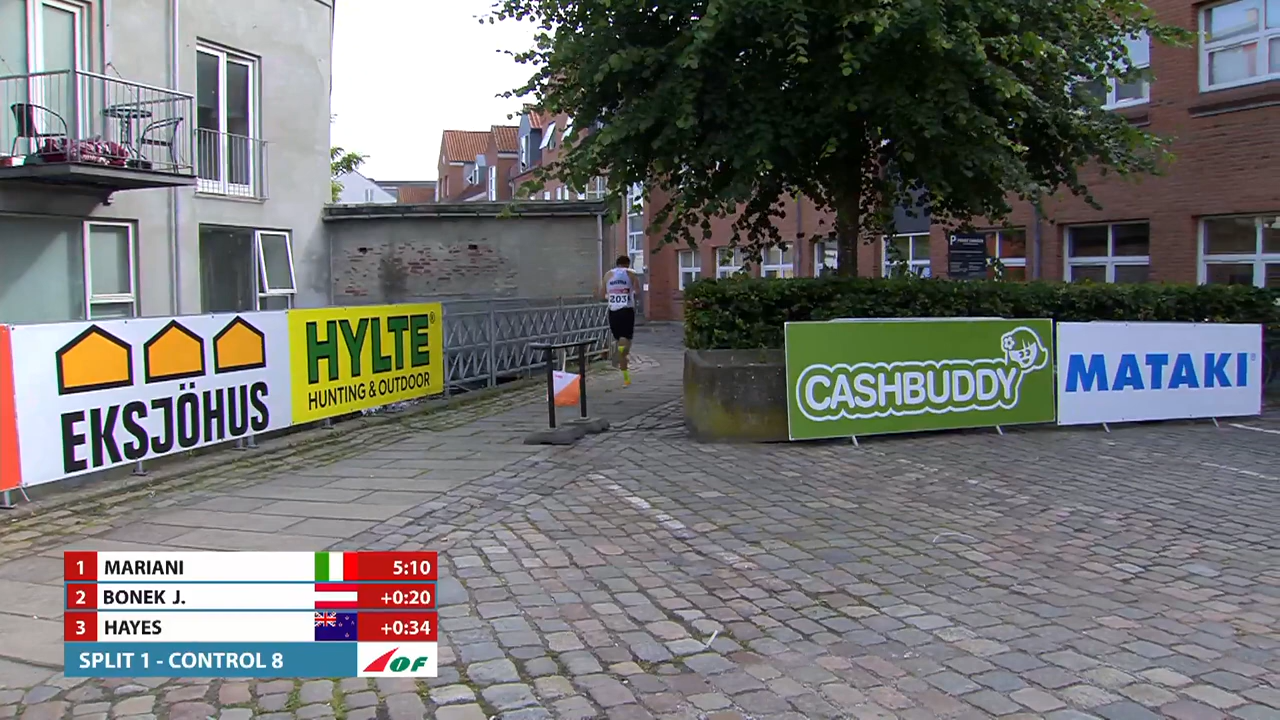 EKSJÖHUS
HYLTE®
HUNTING & OUTDOOR
203
CASHBUDDY
MATAKI
P
1 MARIANI 5:10
2 BONEK J. +0:20
3 HAYES +0:34
SPLIT 1 - CONTROL 8
IOF